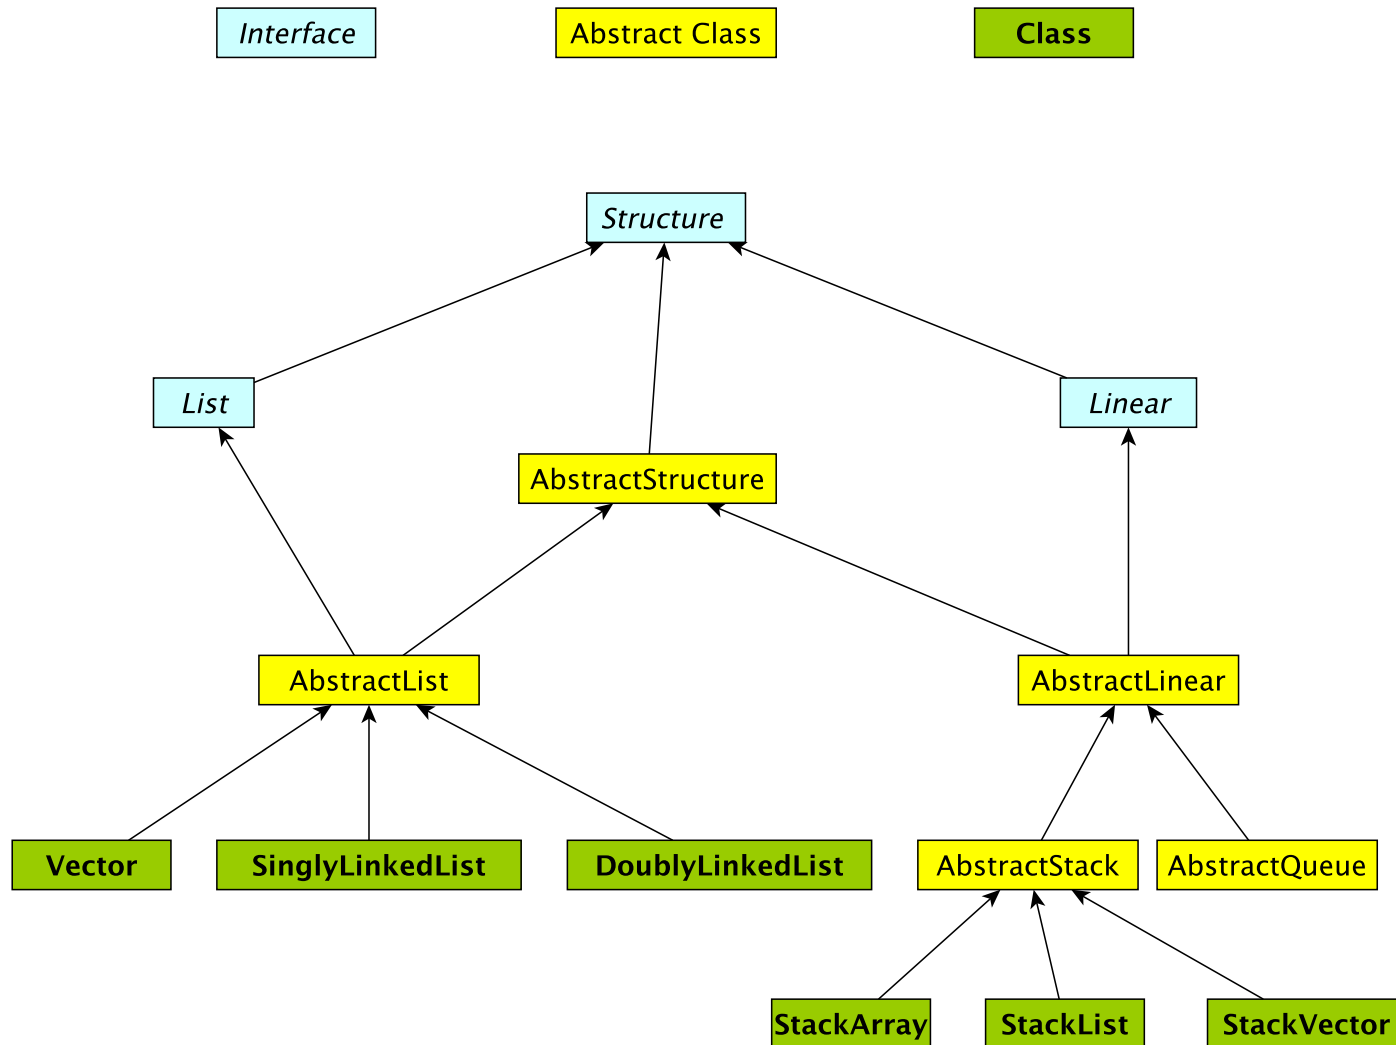 Interface
Abstract Class
Class
Structure
List
Linear
AbstractStructure
AbstractList
AbstractLinear
Vector
SinglyLinkedList
DoublyLinkedList
AbstractStack
AbstractQueue
StackArray
StackList
StackVector